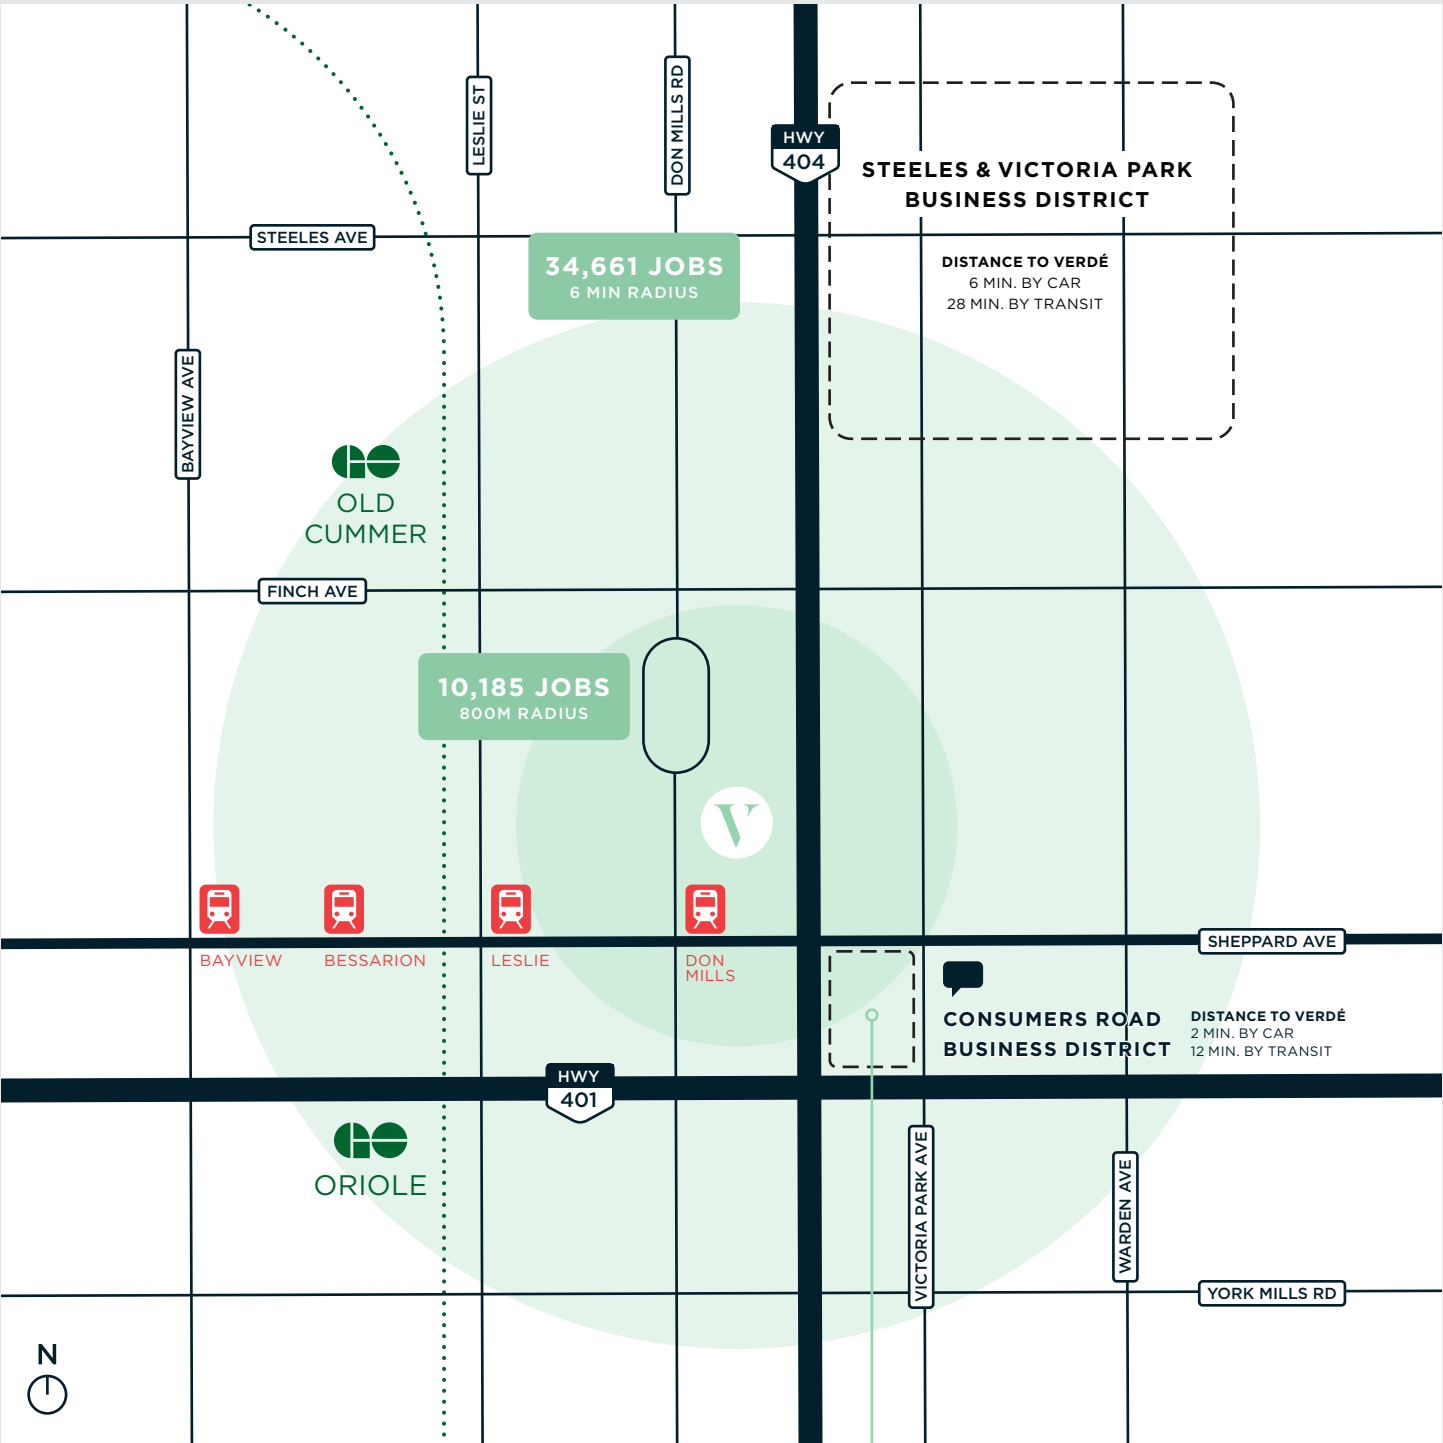 LESLIE ST
DON MILLS RD
HWY
404
STEELES & VICTORIA PARK
BUSINESS DISTRICT
STEELES AVE
34,661 JOBS
6 MIN RADIUS
DISTANCE TO VERDÉ
6 MIN. BY CAR
28 MIN. BY TRANSIT
BAYVIEW AVE
OLD
CUMMER
FINCH AVE
10,185 JOBS
800M RADIUS
V
BAYVIEW
BESSARION
LESLIE
DON
MILLS
SHEPPARD AVE
CONSUMERS ROAD
BUSINESS DISTRICT
DISTANCE TO VERDÉ
2 MIN. BY CAR
12 MIN. BY TRANSIT
HWY
401
GO
ORIOLE
VICTORIA PARK AVE
WARDEN AVE
YORK MILLS RD
N